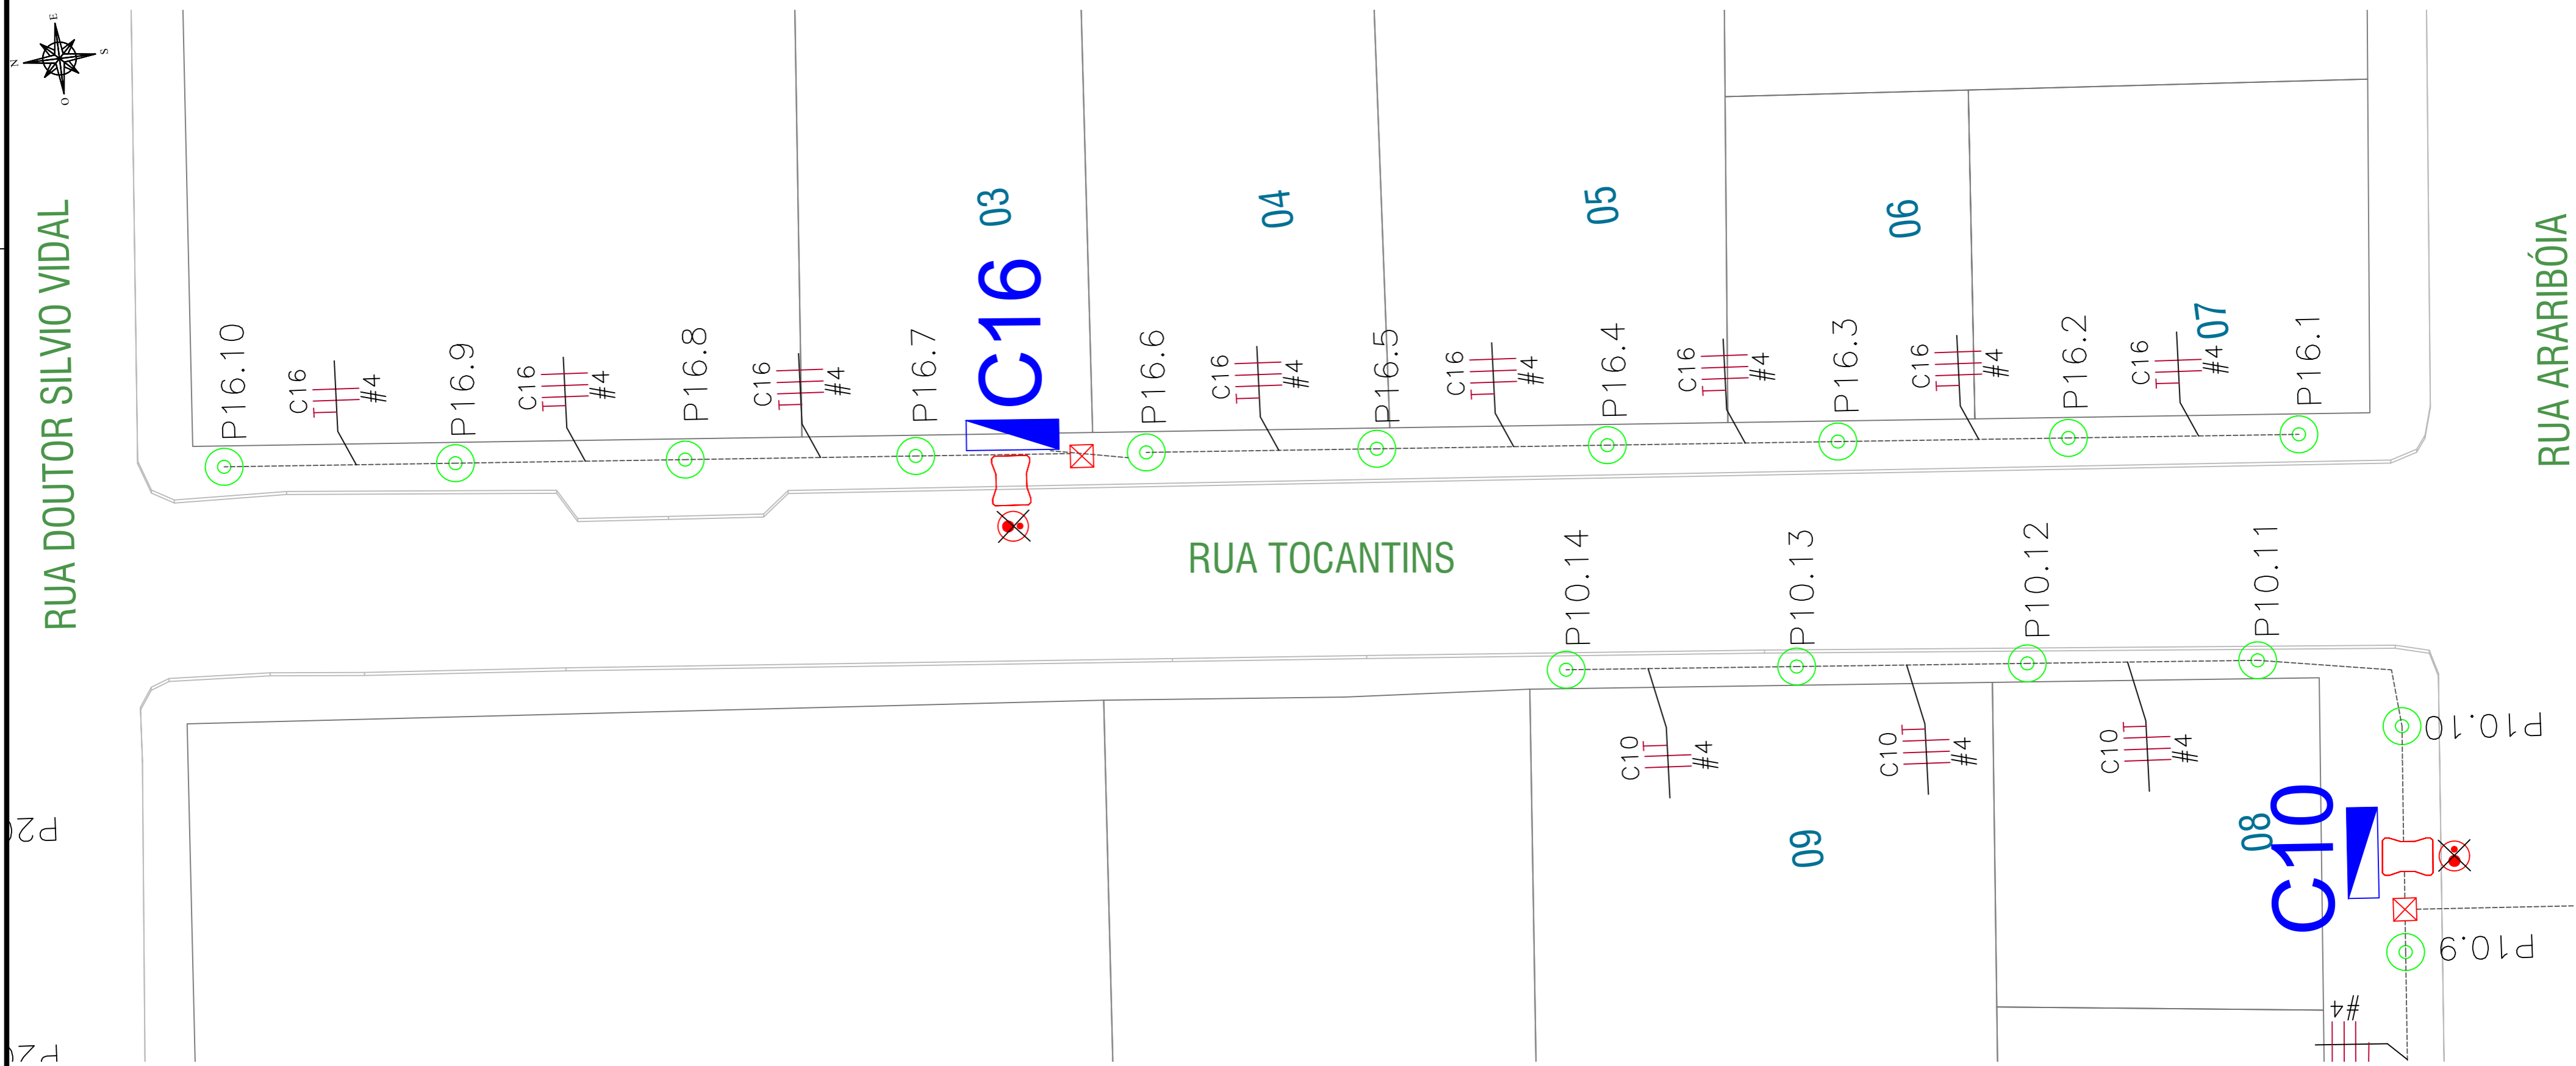 E
N
S
O
RUA DOUTOR SILVIO VIDAL
RUA TOCANTINS
RUA ARARIBÓIA
03
04
05
06
07
C16
P16.10
P16.9
P16.8
P16.7
P16.6
P16.5
P16.4
P16.3
P16.2
P16.1
C16
#4
C16
#4
C16
#4
C16
#4
C16
#4
C16
#4
C16
#4
C16
#4
P10.14
P10.13
P10.12
P10.11
P10.10
P10.9
C10
#4
C10
#4
C10
#4
09
08
C10
#4